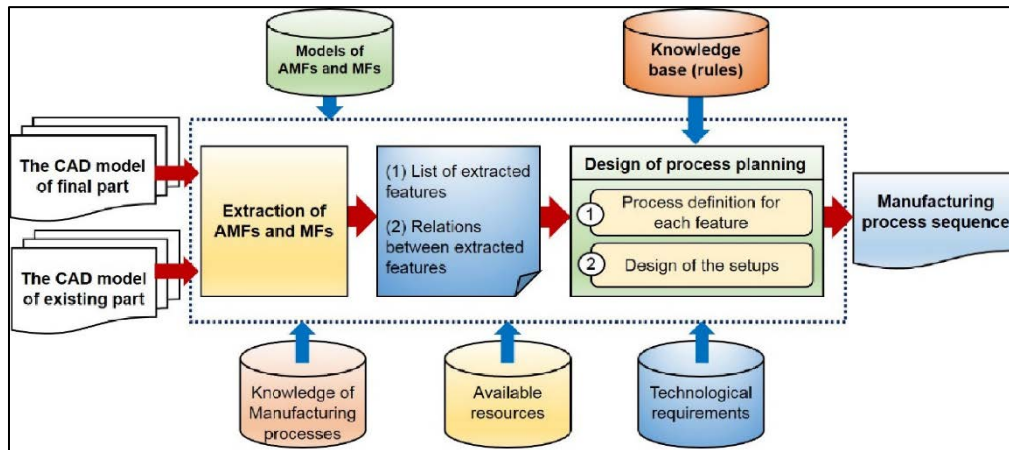 Models of
AMFs and MFs
Knowledge
base (rules)
The CAD model
of final part
The CAD model
of existing part
Extraction of
AMFs and MFs
(1) List of extracted
features
(2) Relations
between extracted
features
Design of process planning
1
Process definition for
each feature
2
Design of the setups
Manufacturing
process sequence
Knowledge of
Manufacturing
processes
Available
resources
Technological
requirements